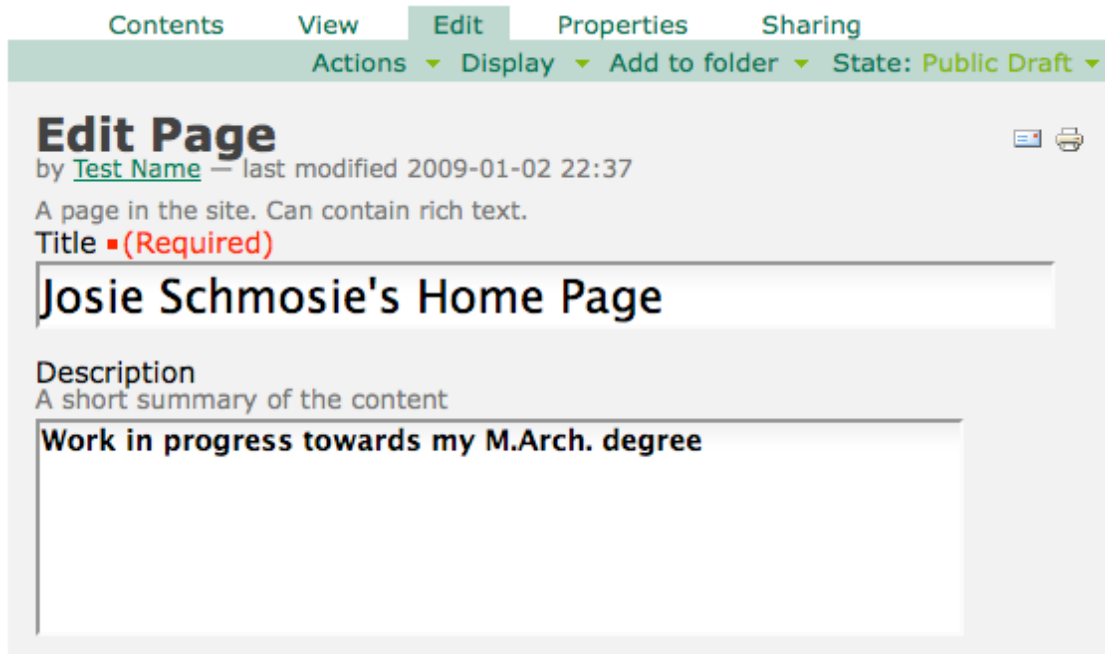 Contents View Edit Properties Sharing
Actions Display Add to folder State: Public Draft
Edit Page
by Test Name — last modified 2009-01-02 22:37
A page in the site. Can contain rich text.
Title (Required)
Josie Schmosie's Home Page
Description
A short summary of the content
Work in progress towards my M.Arch. degree